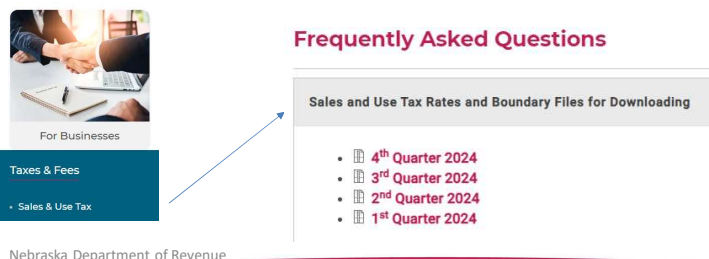 For Businesses
Taxes & Fees
• Sales & Use Tax
Frequently Asked Questions
Sales and Use Tax Rates and Boundary Files for Downloading
• 4th Quarter 2024
• 3rd Quarter 2024
• 2nd Quarter 2024
• 1st Quarter 2024
Nebraska Department of Revenue